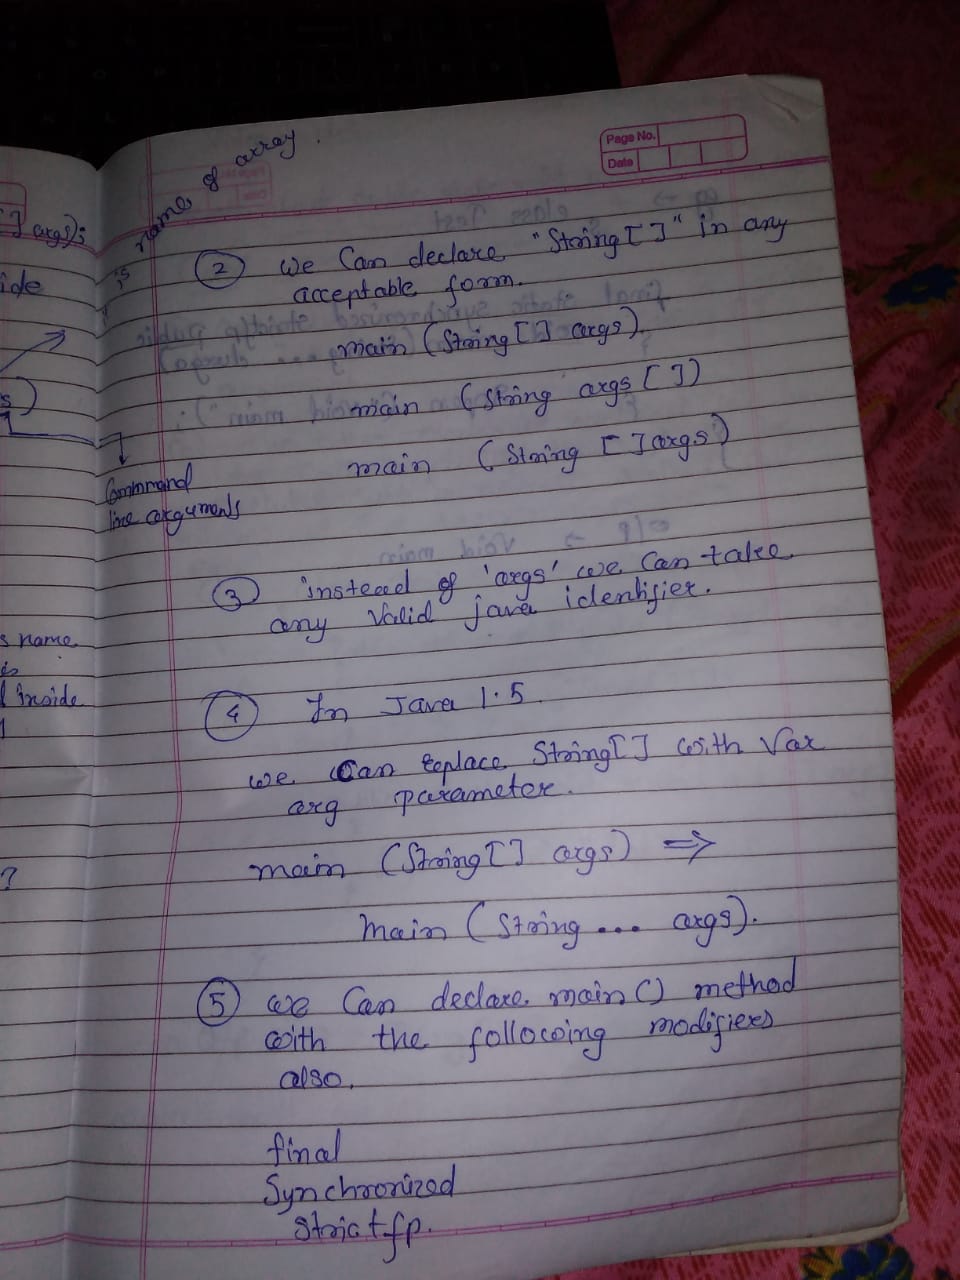 Page No.
Date
is name of array.
] args);
ide
s)
Command
line arguments
s name
is
inside
?
② we Can declare "String[]" in any
acceptable form.
main (String[] args).
main (String args [])
main (String []args)
③ instead of 'args' we Can take
any Valid java identifier.
④ In Java 1.5
we Can replace String[] with Var
arg parameter.
main (String[] args) ⇒
main (String ... args).
⑤ we Can declare main() method
with the following modifiers
also.
final
Synchronized
strictfp.